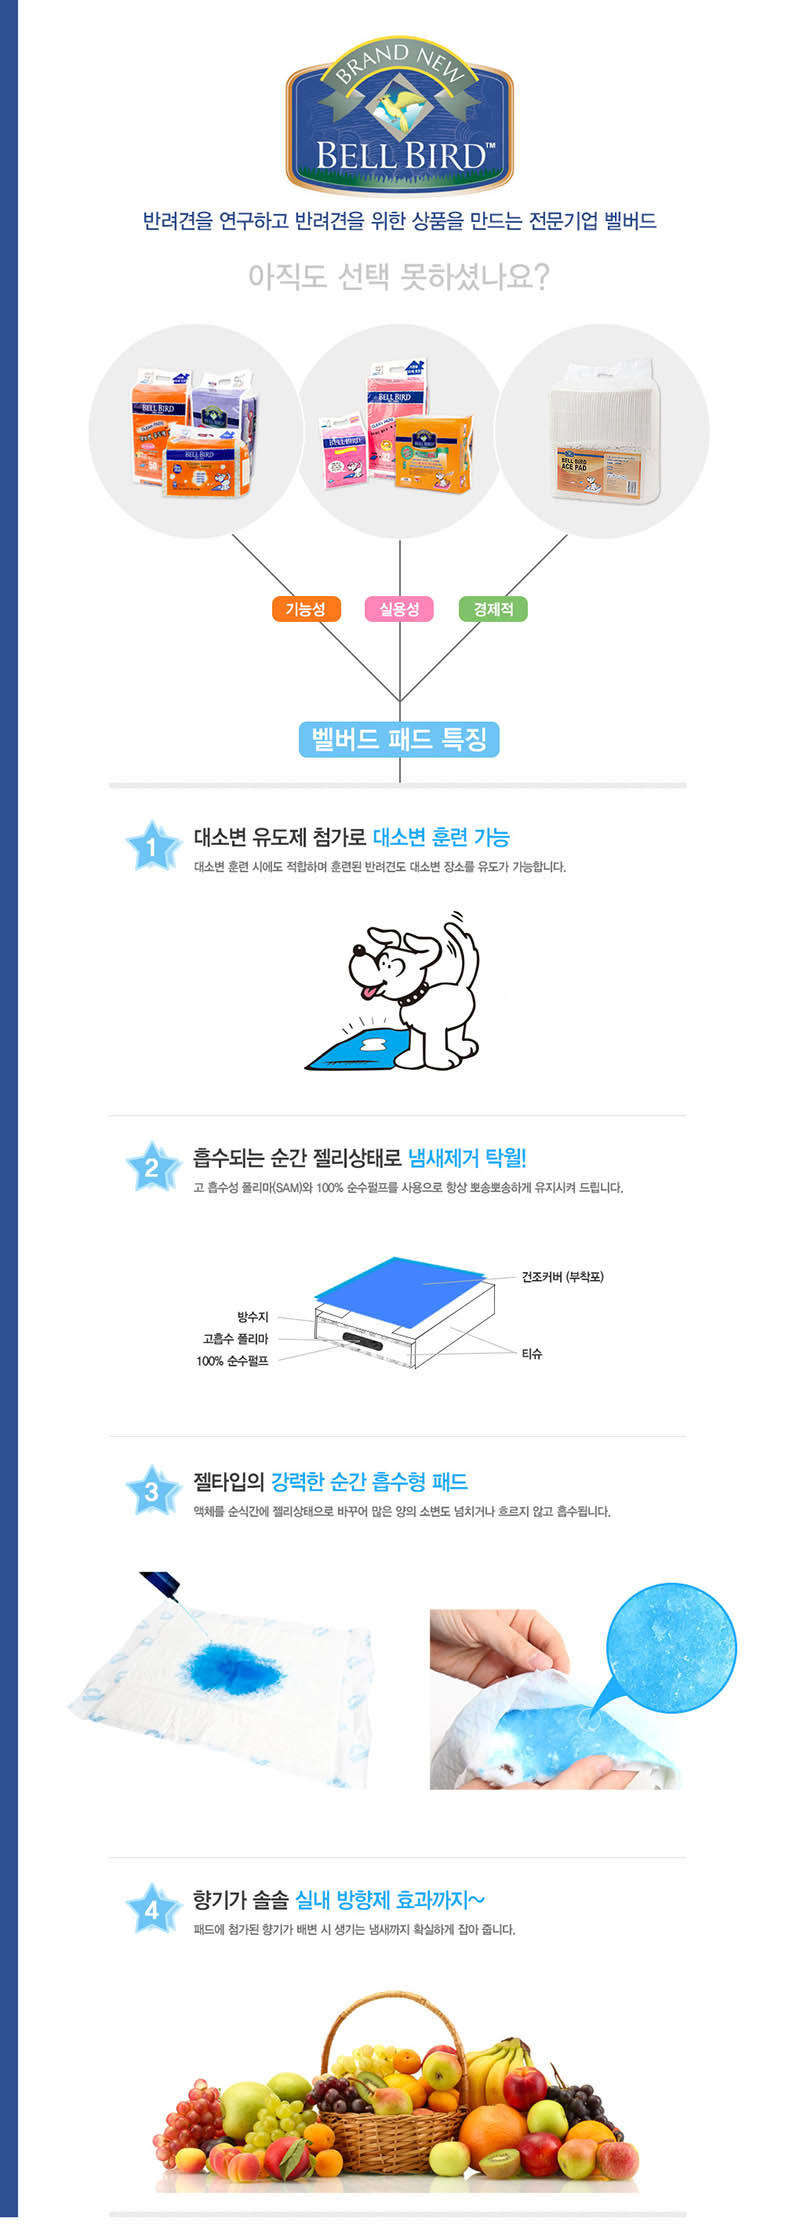 BRAND NEW
BELL BIRD™
반려견을 연구하고 반려견을 위한 상품을 만드는 전문기업 벨버드
아직도 선택 못하셨나요?
BELL BIRD
BELL BIRD
BELL BIRD
BELL BIRD
BELL BIRD
ACE PAD
기능성
실용성
경제적
벨버드 패드 특징
1
대소변 유도제 첨가로 대소변 훈련 가능
대소변 훈련 시에도 적합하며 훈련된 반려견도 대소변 장소를 유도가 가능합니다.
2
흡수되는 순간 젤리상태로 냄새제거 탁월!
고 흡수성 폴리마(SAM)와 100% 순수펄프를 사용으로 항상 뽀송뽀송하게 유지시켜 드립니다.
건조커버 (부착포)
방수지
고흡수 폴리마
100% 순수펄프
티슈
3
젤타입의 강력한 순간 흡수형 패드
액체를 순식간에 젤리상태으로 바꾸어 많은 양의 소변도 넘치거나 흐르지 않고 흡수됩니다.
4
향기가 솔솔 실내 방향제 효과까지~
패드에 첨가된 향기가 배변 시 생기는 냄새까지 확실하게 잡아 줍니다.